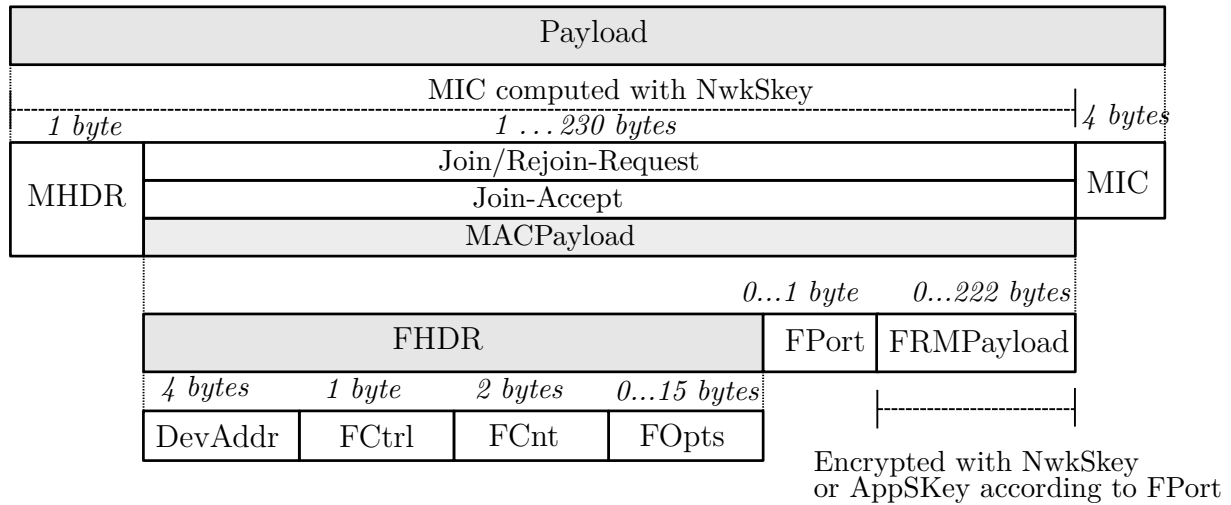 Payload
MIC computed with NwkSkey
1 byte
1 ...230 bytes
4 bytes
MHDR
Join/Rejoin-Request
Join-Accept
MACPayload
MIC
0...1 byte
0...222 bytes
FHDR
FPort
FRMPayload
4 bytes
1 byte
2 bytes
0...15 bytes
DevAddr
FCtrl
FCnt
FOpts
Encrypted with NwkSkey
or AppSKey according to FPort